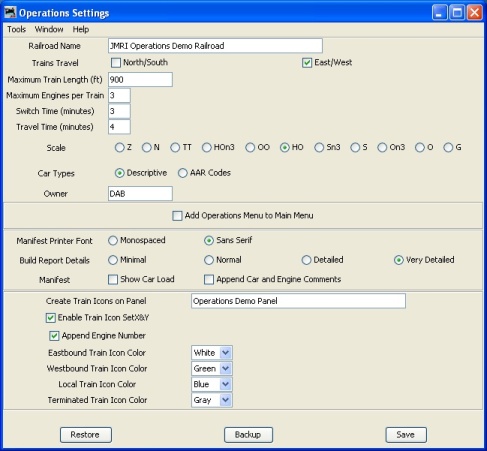 Operations Settings
Tools Window Help
Railroad Name JMRI Operations Demo Railroad
Trains Travel North/South East/West
Maximum Train Length (ft) 900
Maximum Engines per Train 3
Switch Time (minutes) 3
Travel Time (minutes) 4
Scale Z N TT HOn3 OO HO Sn3 S On3 O G
Car Types Descriptive AAR Codes
Owner DAB
Add Operations Menu to Main Menu
Manifest Printer Font Monospaced Sans Serif
Build Report Details Minimal Normal Detailed Very Detailed
Manifest Show Car Load Append Car and Engine Comments
Create Train Icons on Panel Operations Demo Panel
Enable Train Icon SetX&Y
Append Engine Number
Eastbound Train Icon Color White
Westbound Train Icon Color Green
Local Train Icon Color Blue
Terminated Train Icon Color Gray
Restore Backup Save